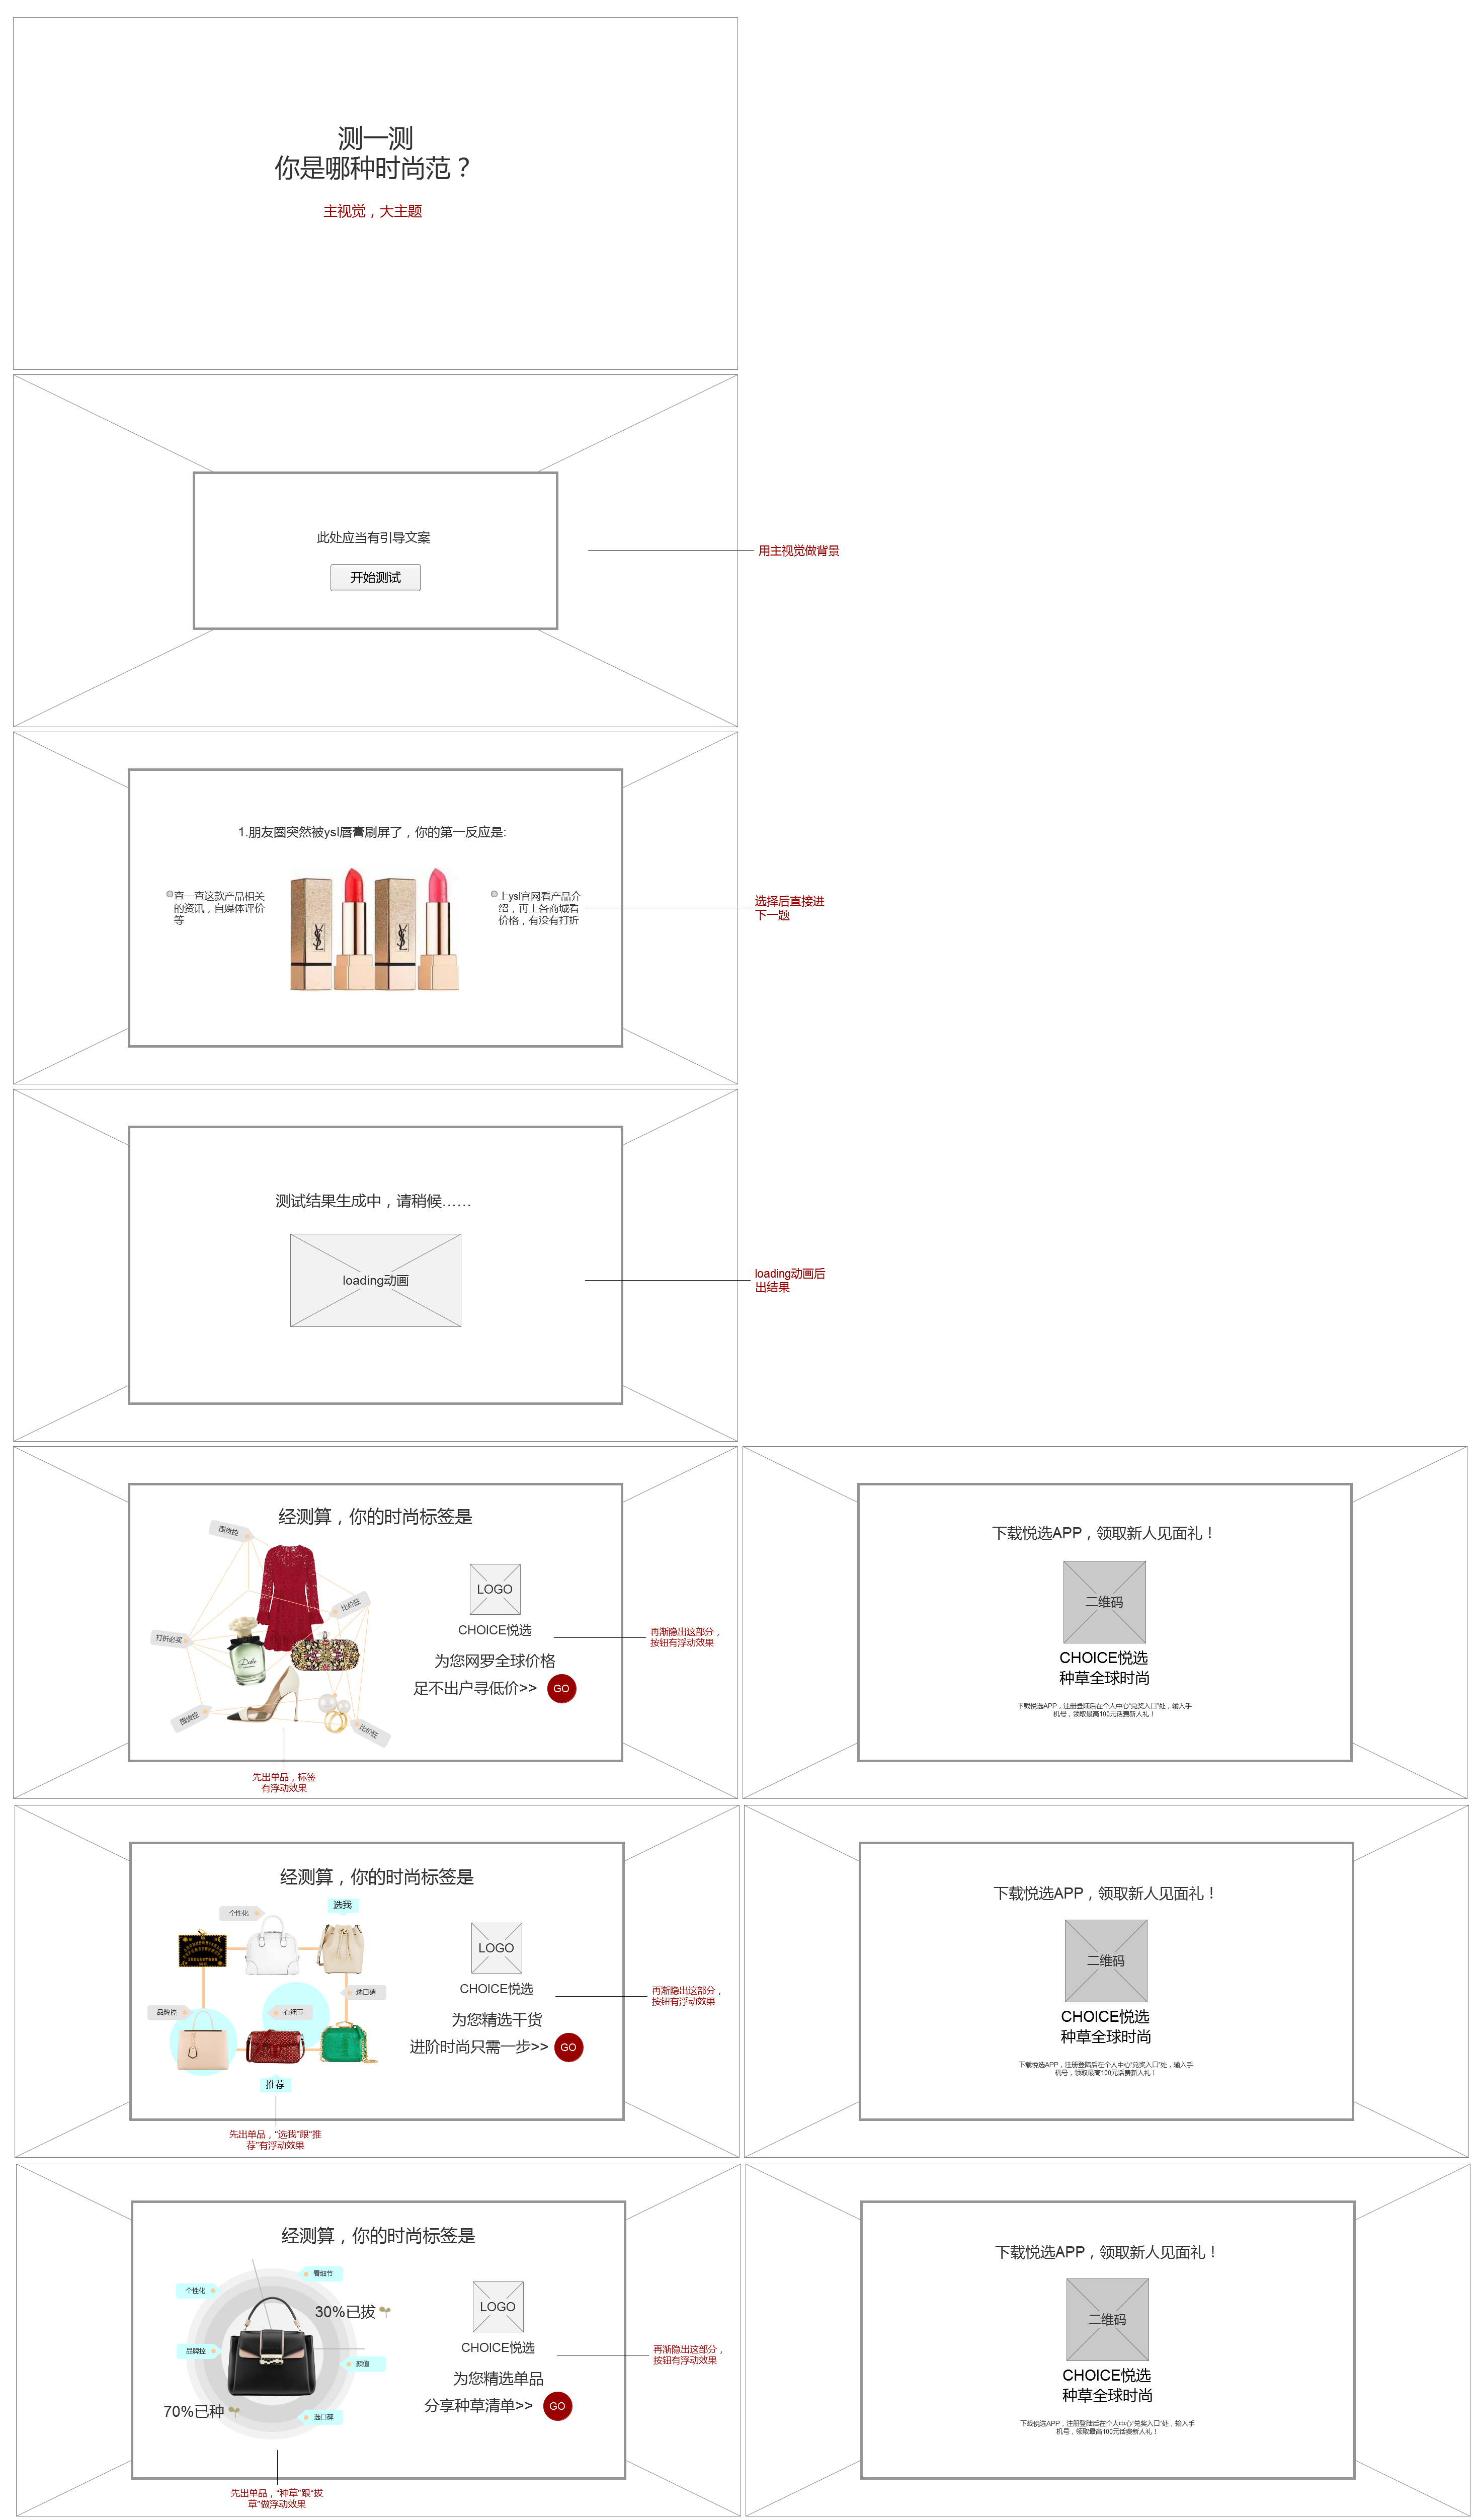 测一测
你是哪种时尚范？
主视觉，大主题
此处应当有引导文案
开始测试
用主视觉做背景
1.朋友圈突然被ysl唇膏刷屏了，你的第一反应是:
查一查这款产品相关
的资讯，自媒体评价
等
上ysl官网看产品介
绍，再上各商城看
价格，有没有打折
选择后直接进
下一题
测试结果生成中，请稍候……
loading动画
loading动画后
出结果
经测算，你的时尚标签是
囤货控
比价狂
打折必买
囤货控
比价狂
LOGO
CHOICE悦选
为您网罗全球价格
足不出户寻低价>>
GO
再渐隐出这部分，
按钮有浮动效果
先出单品，标签
有浮动效果
下载悦选APP，领取新人见面礼！
二维码
CHOICE悦选
种草全球时尚
下载悦选APP，注册登陆后在个人中心“兑奖入口”处，输入手
机号，领取最高100元话费新人礼！
经测算，你的时尚标签是
个性化
选我
选口碑
品牌控
看细节
推荐
LOGO
CHOICE悦选
为您精选干货
进阶时尚只需一步>>
GO
再渐隐出这部分，
按钮有浮动效果
先出单品，“选我”跟“推
荐”有浮动效果
下载悦选APP，领取新人见面礼！
二维码
CHOICE悦选
种草全球时尚
下载悦选APP，注册登陆后在个人中心“兑奖入口”处，输入手
机号，领取最高100元话费新人礼！
经测算，你的时尚标签是
看细节
个性化
30%已拔
品牌控
颜值
70%已种
选口碑
LOGO
CHOICE悦选
为您精选单品
分享种草清单>>
GO
再渐隐出这部分，
按钮有浮动效果
先出单品，“种草”跟“拔
草”做浮动效果
下载悦选APP，领取新人见面礼！
二维码
CHOICE悦选
种草全球时尚
下载悦选APP，注册登陆后在个人中心“兑奖入口”处，输入手
机号，领取最高100元话费新人礼！